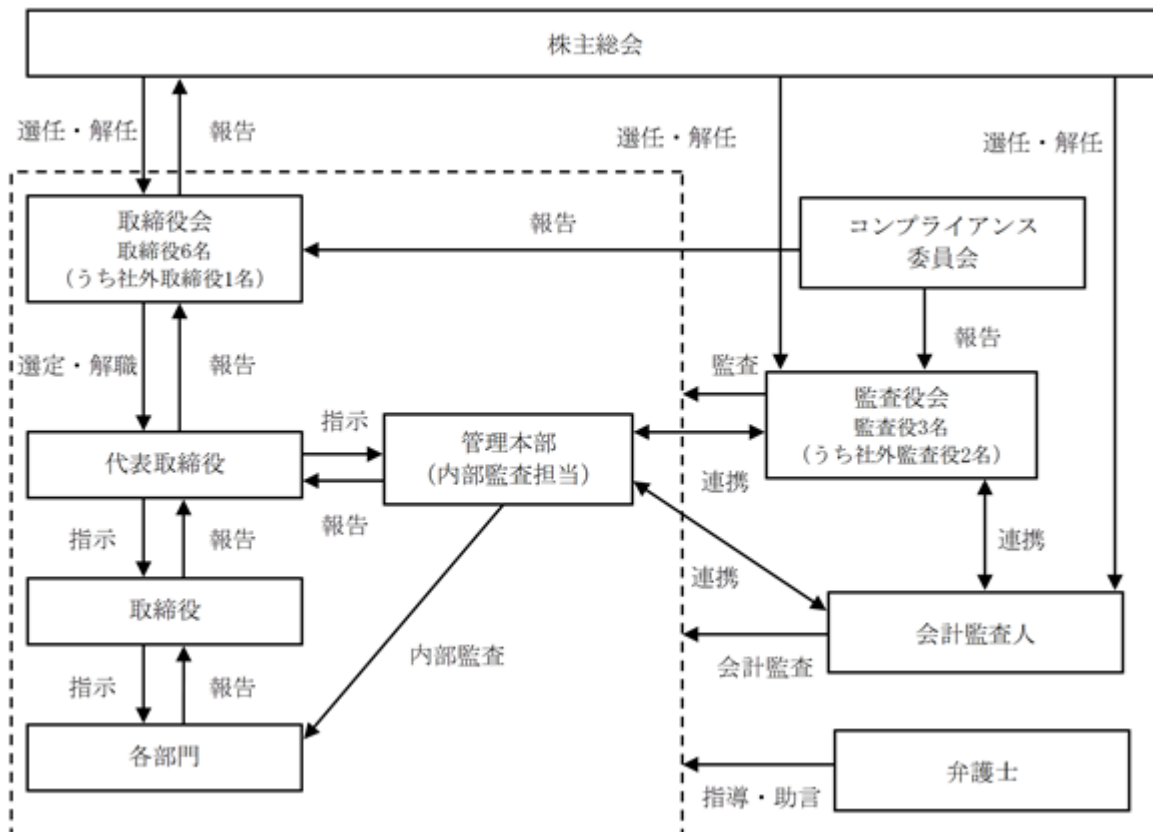 株主総会
選任・解任
報告
選任・解任
選任・解任
取締役会
取締役6名
（うち社外取締役1名）
報告
コンプライアンス
委員会
選定・解職
報告
報告
監査
監査役会
監査役3名
（うち社外監査役2名）
指示
代表取締役
管理本部
（内部監査担当）
連携
報告
指示
報告
連携
連携
取締役
会計監査人
内部監査
会計監査
指示
報告
各部門
弁護士
指導・助言